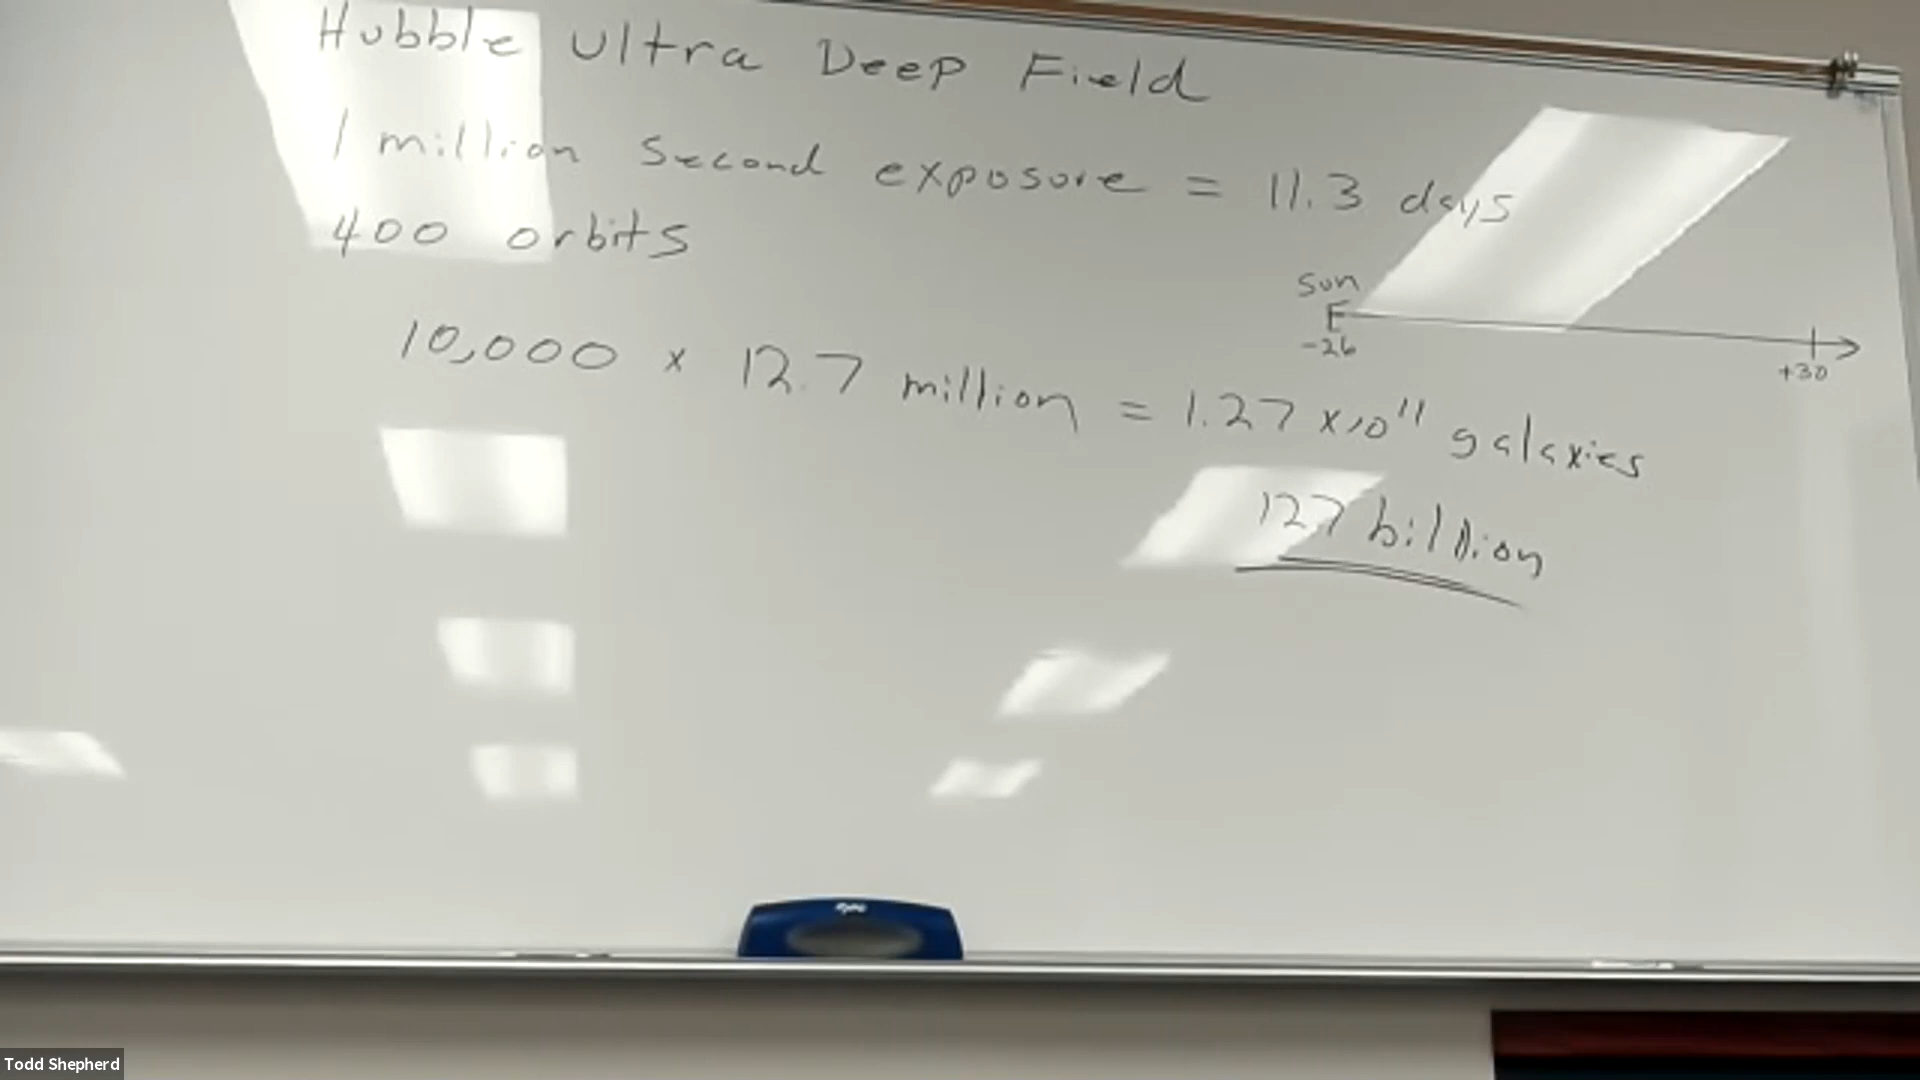 Hubble Ultra Deep Field
1 million second exposure = 11.3 days
400 orbits
Sun
-26
+30
10,000 x 12.7 million = 1.27 x 10¹¹ galaxies
127 billion
expo
Todd Shepherd